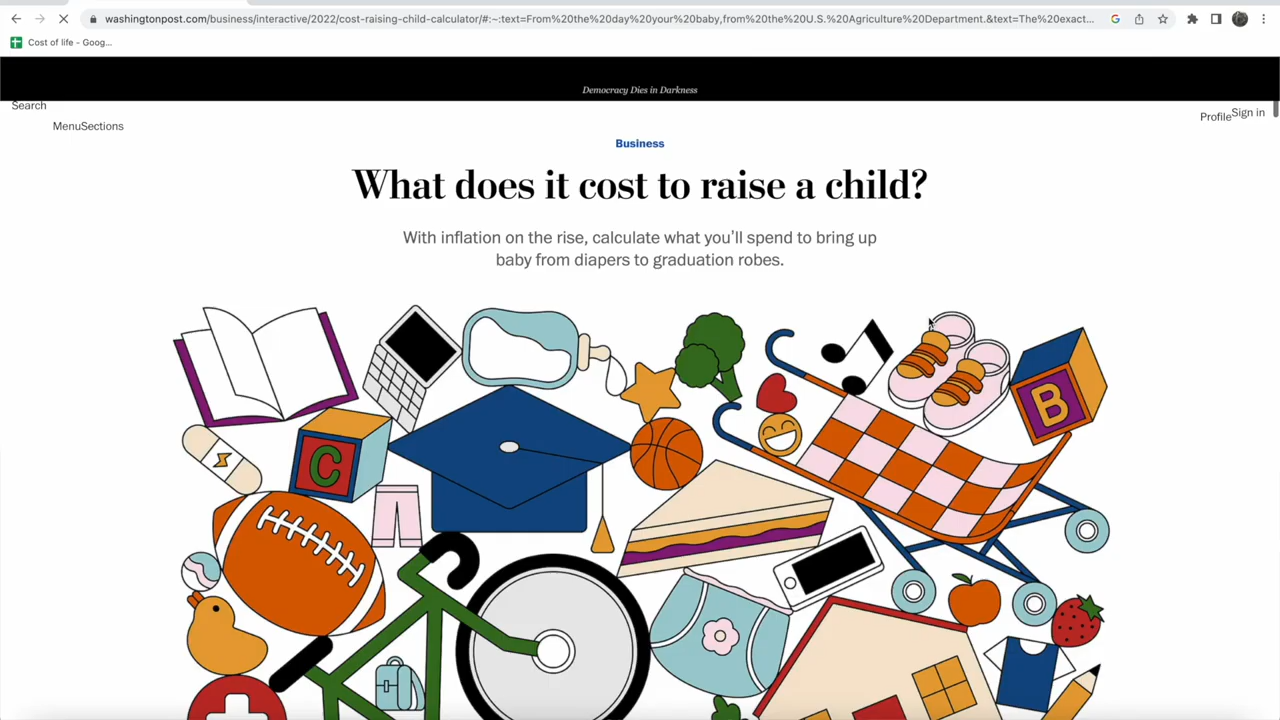 washingtonpost.com/business/interactive/2022/cost-raising-child-calculator/#:~:text=From%20the%20day%20your%20baby,from%20the%20U.S.%20Agriculture%20Department.&text=The%20exact...
Cost of life - Goog...
Democracy Dies in Darkness
Search
MenuSections
Profile
Sign in
Business
What does it cost to raise a child?
With inflation on the rise, calculate what you'll spend to bring up
baby from diapers to graduation robes.
B
C